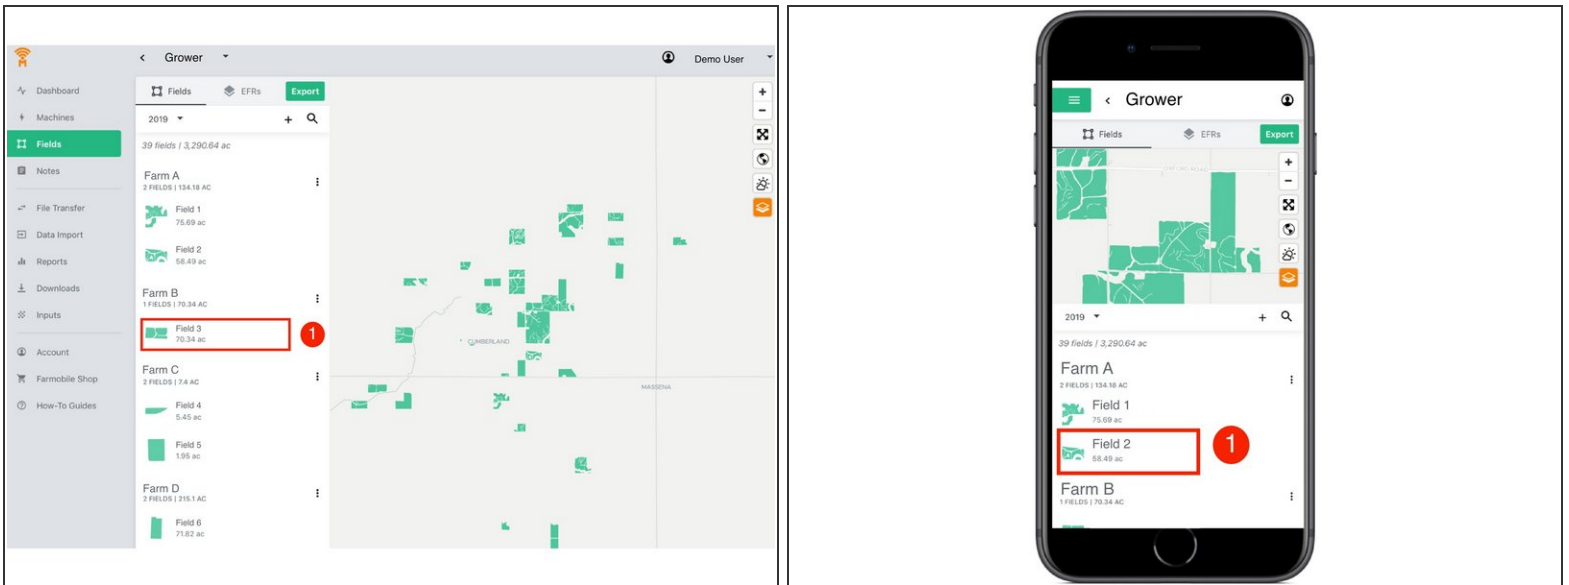 Grower
Demo User
Dashboard
Machines
Fields
Notes
File Transfer
Data Import
Reports
Downloads
Inputs
Account
Farmobile Shop
How-To Guides
Fields
EFRs
Export
2019
39 fields / 3,290.64 ac
Farm A
2 FIELDS | 134.18 AC
Field 1
75.69 ac
Field 2
58.49 ac
Farm B
1 FIELDS | 70.34 AC
Field 3
70.34 ac
1
Farm C
2 FIELDS | 7.4 AC
Field 4
5.45 ac
Field 5
1.95 ac
Farm D
2 FIELDS | 215.1 AC
Field 6
71.82 ac
CUMBERLAND
MASSENA
Grower
Fields
EFRs
Export
2019
39 fields / 3,290.64 ac
Farm A
2 FIELDS | 134.18 AC
Field 1
75.69 ac
Field 2
58.49 ac
1
Farm B
1 FIELDS | 70.34 AC